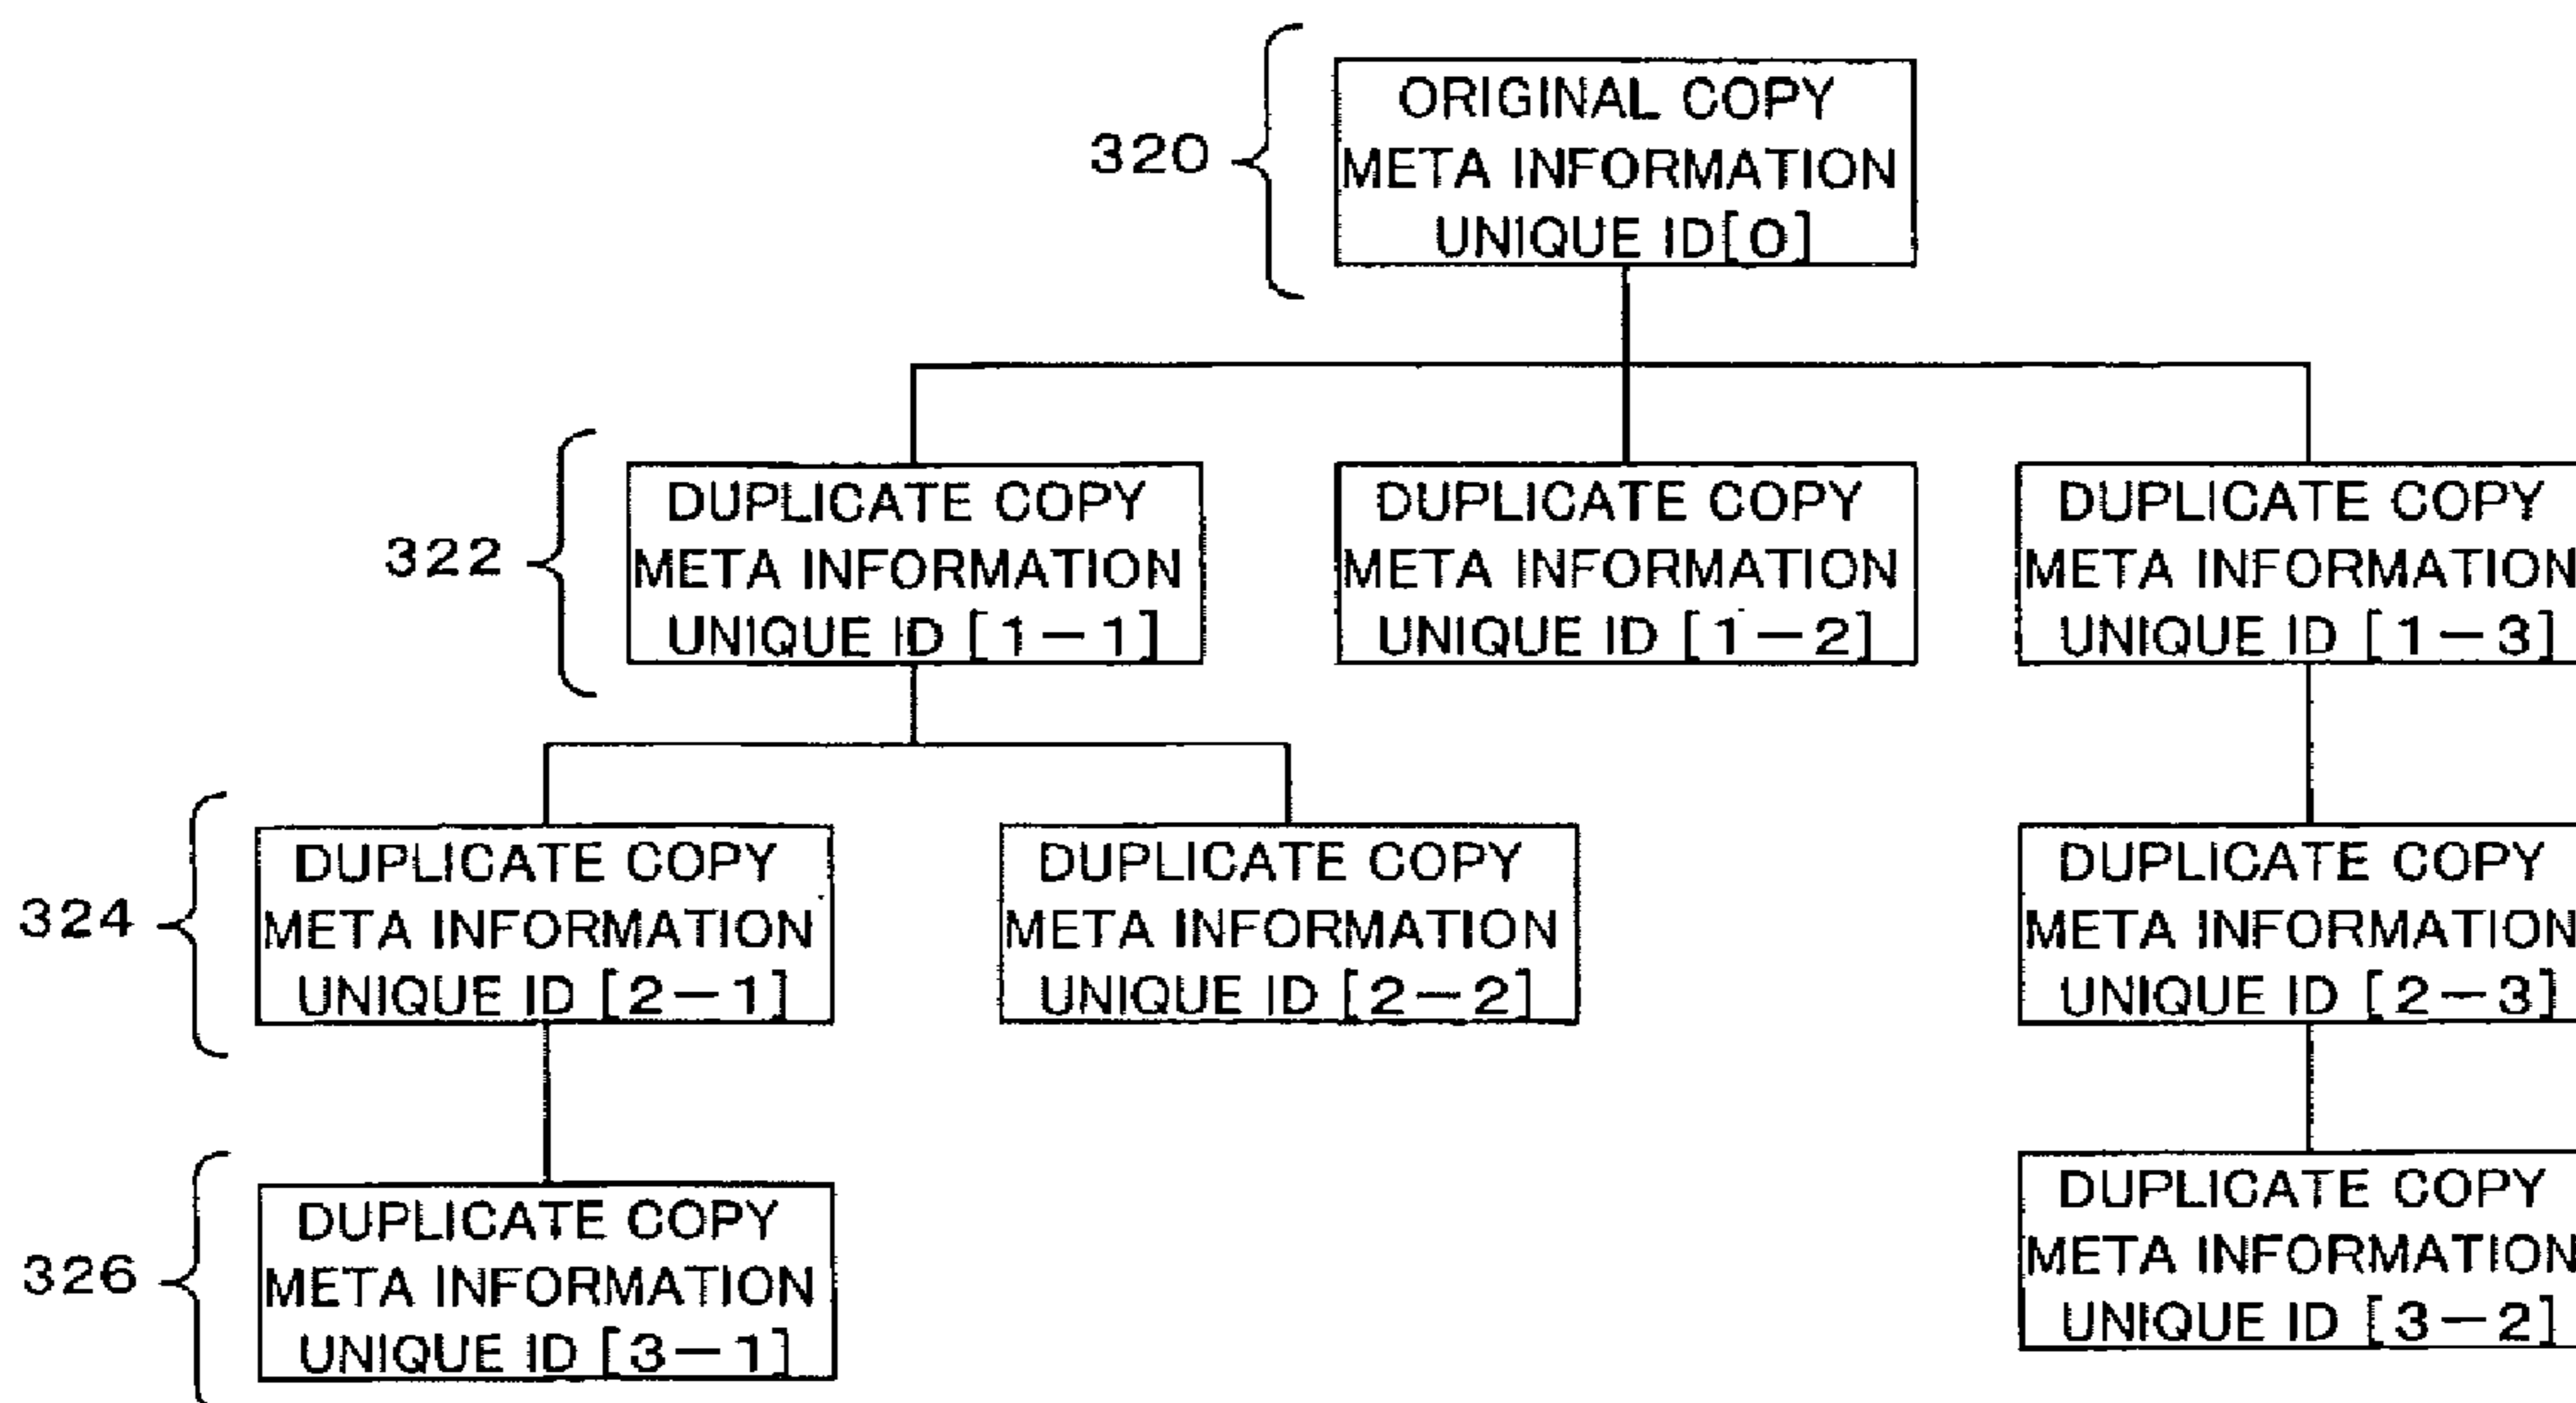 320
ORIGINAL COPY
META INFORMATION
UNIQUE ID[0]
322
DUPLICATE COPY
META INFORMATION
UNIQUE ID [1-1]
DUPLICATE COPY
META INFORMATION
UNIQUE ID [1-2]
DUPLICATE COPY
META INFORMATION
UNIQUE ID [1-3]
324
DUPLICATE COPY
META INFORMATION
UNIQUE ID [2-1]
DUPLICATE COPY
META INFORMATION
UNIQUE ID [2-2]
DUPLICATE COPY
META INFORMATION
UNIQUE ID [2-3]
326
DUPLICATE COPY
META INFORMATION
UNIQUE ID [3-1]
DUPLICATE COPY
META INFORMATION
UNIQUE ID [3-2]